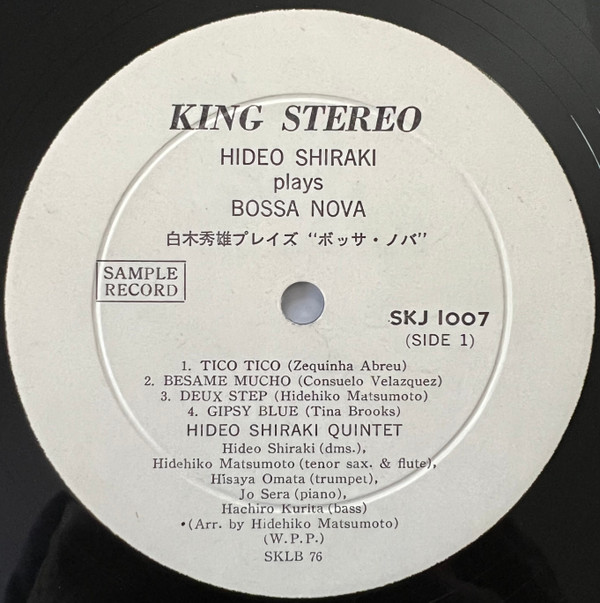 KING STEREO
HIDEO SHIRAKI
plays
BOSSA NOVA
白木秀雄プレイズ “ボッサ・ノバ”
SAMPLE
RECORD
SKJ 1007
(SIDE 1)
1. TICO TICO (Zequinha Abreu)
2. BESAME MUCHO (Consuelo Velazquez)
3. DEUX STEP (Hidehiko Matsumoto)
4. GIPSY BLUE (Tina Brooks)
HIDEO SHIRAKI QUINTET
Hideo Shiraki (dms.),
Hidehiko Matsumoto (tenor sax. & flute),
Hisaya Omata (trumpet),
Jo Sera (piano),
Hachiro Kurita (bass)
•(Arr. by Hidehiko Matsumoto)
(W.P.P.)
SKLB 76